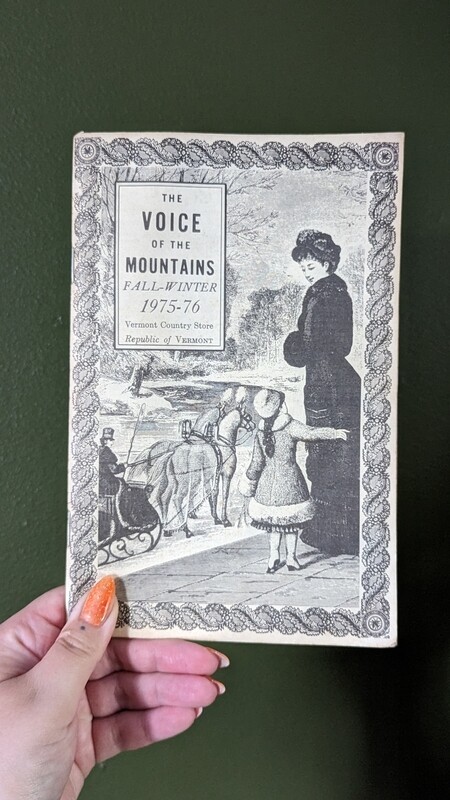 THE
VOICE
OF THE
MOUNTAINS
FALL-WINTER
1975-76
Vermont Country Store
Republic of VERMONT